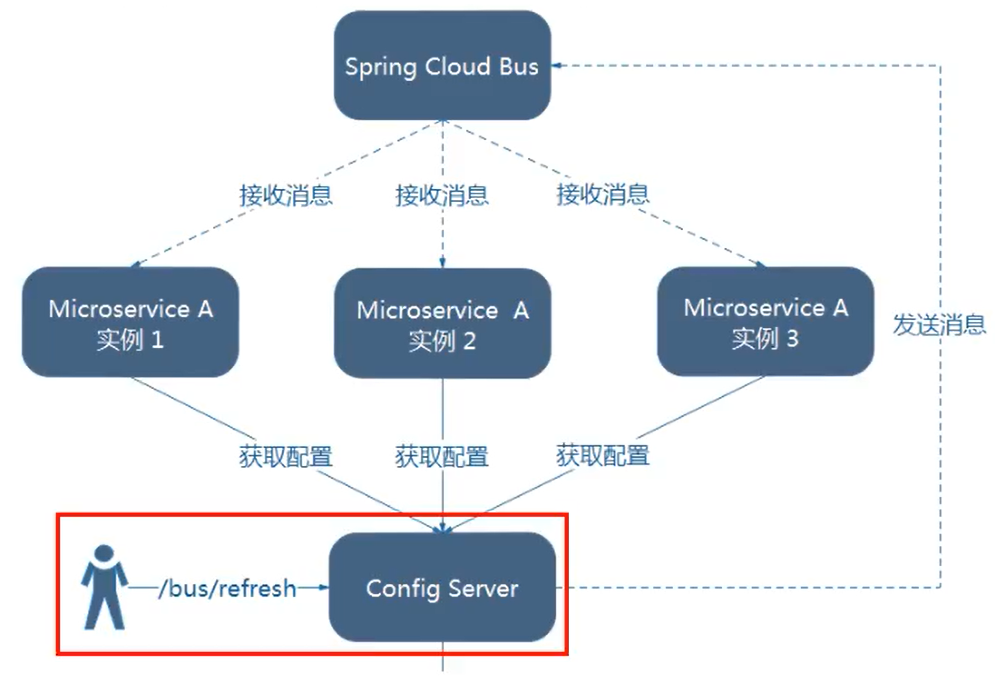 Spring Cloud Bus
接收消息
接收消息
接收消息
Microservice A
实例 1
Microservice A
实例 2
Microservice A
实例 3
发送消息
获取配置
获取配置
获取配置
/bus/refresh
Config Server